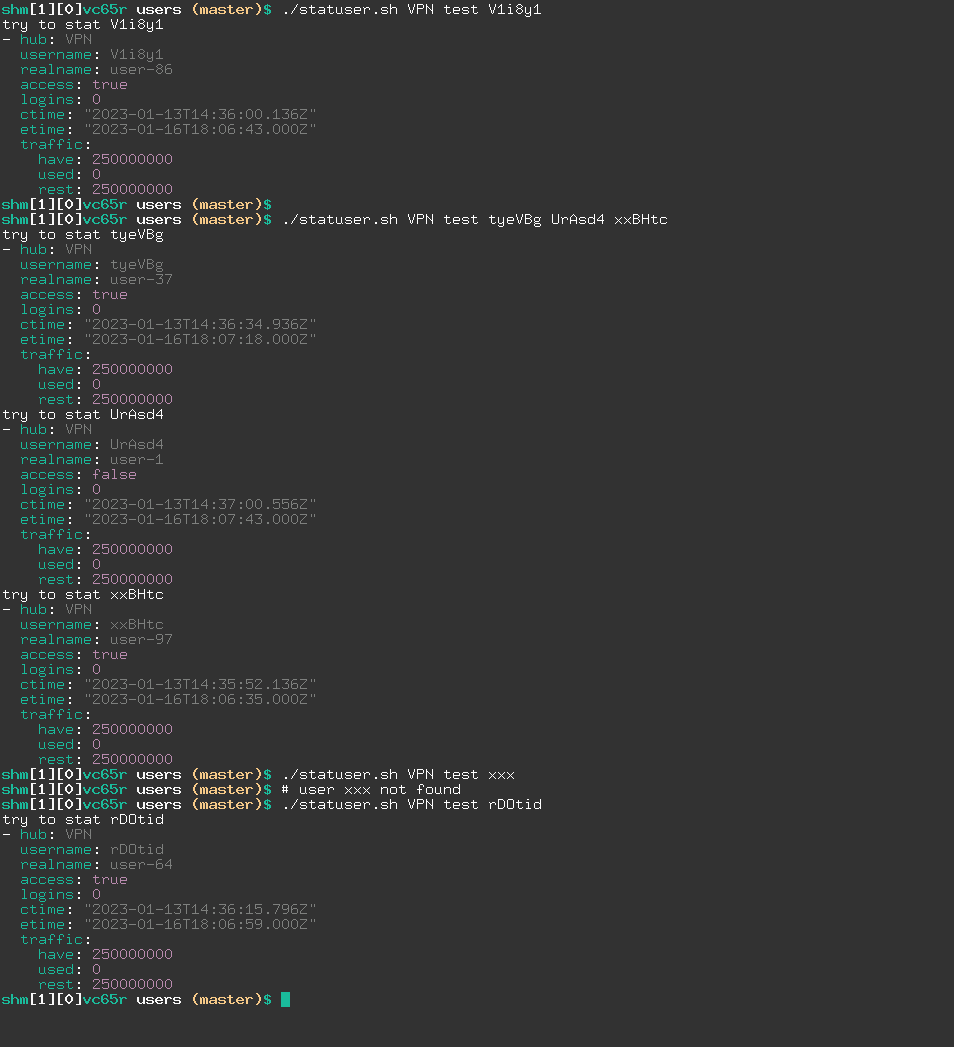 shm[1][0]vc65r users (master)$ ./statuser.sh VPN test V1i8y1
try to stat V1i8y1
- hub: VPN
  username: V1i8y1
  realname: user-86
  access: true
  logins: 0
  ctime: "2023-01-13T14:36:00.136Z"
  etime: "2023-01-16T18:06:43.000Z"
  traffic:
    have: 250000000
    used: 0
    rest: 250000000
shm[1][0]vc65r users (master)$
shm[1][0]vc65r users (master)$ ./statuser.sh VPN test tyeVBg UrAsd4 xxBHtc
try to stat tyeVBg
- hub: VPN
  username: tyeVBg
  realname: user-37
  access: true
  logins: 0
  ctime: "2023-01-13T14:36:34.936Z"
  etime: "2023-01-16T18:07:18.000Z"
  traffic:
    have: 250000000
    used: 0
    rest: 250000000
try to stat UrAsd4
- hub: VPN
  username: UrAsd4
  realname: user-1
  access: false
  logins: 0
  ctime: "2023-01-13T14:37:00.556Z"
  etime: "2023-01-16T18:07:43.000Z"
  traffic:
    have: 250000000
    used: 0
    rest: 250000000
try to stat xxBHtc
- hub: VPN
  username: xxBHtc
  realname: user-97
  access: true
  logins: 0
  ctime: "2023-01-13T14:35:52.136Z"
  etime: "2023-01-16T18:06:35.000Z"
  traffic:
    have: 250000000
    used: 0
    rest: 250000000
shm[1][0]vc65r users (master)$ ./statuser.sh VPN test xxx
shm[1][0]vc65r users (master)$ # user xxx not found
shm[1][0]vc65r users (master)$ ./statuser.sh VPN test rDOtid
try to stat rDOtid
- hub: VPN
  username: rDOtid
  realname: user-64
  access: true
  logins: 0
  ctime: "2023-01-13T14:36:15.796Z"
  etime: "2023-01-16T18:06:59.000Z"
  traffic:
    have: 250000000
    used: 0
    rest: 250000000
shm[1][0]vc65r users (master)$